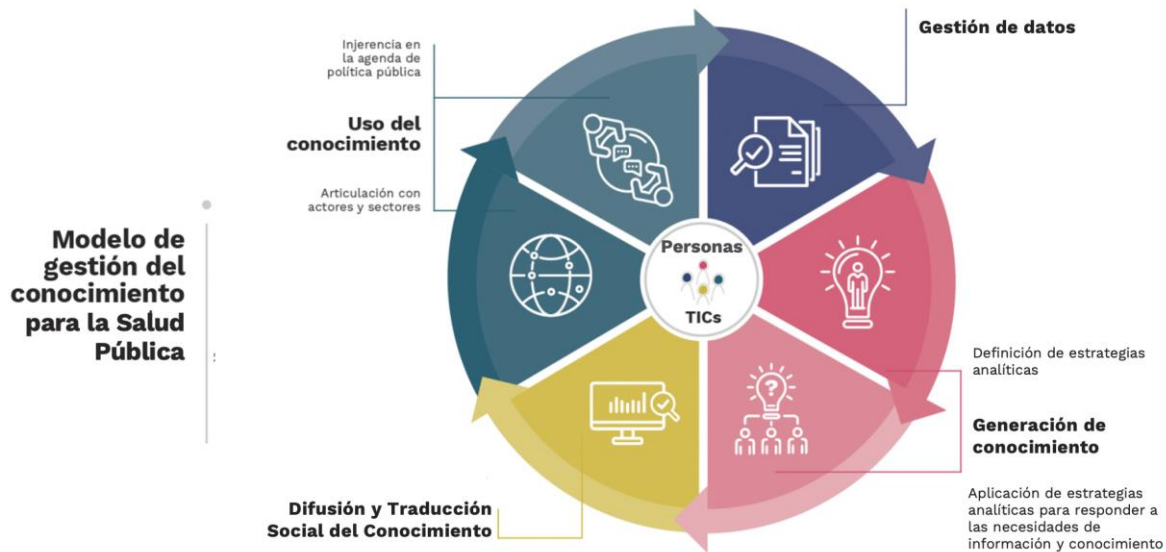 Modelo de
gestión del
conocimiento
para la Salud
Pública
Gestión de datos
Injerencia en
la agenda de
política pública
Uso del
conocimiento
Articulación con
actores y sectores
Personas
TICs
?
Definición de estrategias
analíticas
Generación de
conocimiento
Aplicación de estrategias
analíticas para responder a
las necesidades de
información y conocimiento
Difusión y Traducción
Social del Conocimiento